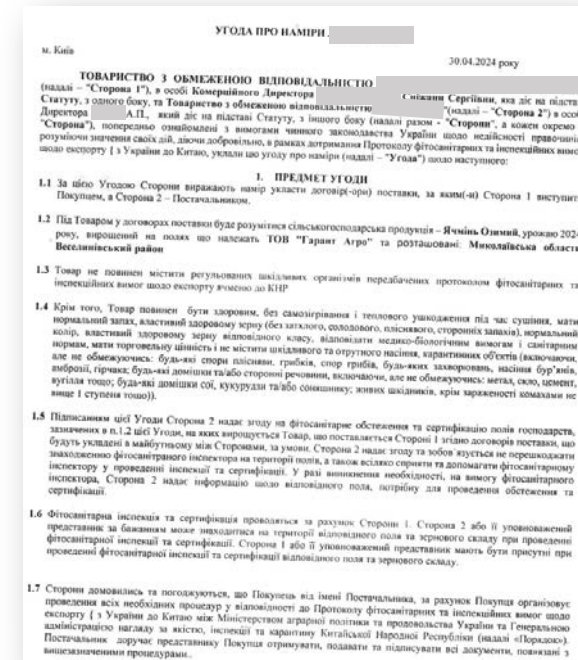 УГОДА ПРО НАМІРИ
м. Київ
30.04.2024 року
ТОВАРИСТВО З ОБМЕЖЕНОЮ ВІДПОВІДАЛЬНІСТЮ
(надалі – "Сторона 1"), в особі Комерційного Директора Сніжани Сергіївни, яка діє на підстав
Статуту, з одного боку, та Товариство з обмеженою відповідальністю "(надалі – "Сторона 2") в осо
Директора А.П., який діє на підставі Статуту, з іншого боку (надалі разом - "Сторони", а кожен окремо
"Сторона"), попередньо ознайомлені з вимогами чинного законодавства України щодо недійсності правочині
розуміючи значення своїх дій, діючи добровільно, в рамках дотримання Протоколу фітосанітарних та інспекційних вимо
щодо експорту { з України до Китаю, уклали цю угоду про наміри (надалі – "Угода") щодо наступного:
1. ПРЕДМЕТ УГОДИ
1.1 За цією Угодою Сторони виражають намір укласти договір(-ори) поставки, за яким(-и) Сторона 1 виступит
Покупцем, а Сторона 2 – Постачальником.
1.2 Під Товаром у договорах поставки буде розумітися сільськогосподарська продукція – Ячмінь Озимий, урожаю 2024
року, вирощений на полях що належать ТОВ "Гарант Агро" та розташовані: Миколаївська область
Веселинівський район
1.3 Товар не повинен містити регульованих шкідливих організмів передбачених протоколом фітосанітарних та
інспекційних вимог щодо експорту ячменю до КНР
1.4 Крім того, Товар повинен бути здоровим, без самозігрівання і теплового ушкодження під час сушіння, мати
нормальний запах, властивий здоровому зерну (без затхлого, солодового, пліснявого, сторонніх запахів), нормальний
колір, властивий здоровому зерну відповідного класу, відповідати медико-біологічним вимогам і санітарним
нормам, мати торговельну цінність і не містити шкідливого та отруйного насіння, карантинних об'єктів (включаючи,
але не обмежуючись: будь-які спори плісняви, грибків, спор грибів, будь-яких захворювань, насіння бур'янів,
амброзії, гірчака; будь-які домішки та/або сторонні речовини, включаючи, але не обмежуючись: метал, скло, цемент,
вугілля тощо; будь-які домішки сої, кукурудзи та/або соняшнику; живих шкідників, крім зараженості комахами не
вище 1 ступеня тощо)).
1.5 Підписанням цієї Угоди Сторона 2 надає згоду на фітосанітарне обстеження та сертифікацію полів господарств,
зазначених в п.1.2 цієї Угоди, на яких вирощується Товар, що поставляється Стороні 1 згідно договорів поставки, що
будуть укладені в майбутньому між Сторонами, за умови. Сторона 2 надає згоду та зобов'язується не перешкоджати
знаходженню фітосанітарного інспектора на території полів, а також всіляко сприяти та допомагати фітосанітарному
інспектору у проведенні інспекції та сертифікації. У разі виникнення необхідності, на вимогу фітосанітарного
інспектора, Сторона 2 надає інформацію щодо відповідного поля, потрібну для проведення обстеження та
сертифікації.
1.6 Фітосанітарна інспекція та сертифікація проводяться за рахунок Сторони 1. Сторона 2 або її уповноважений
представник за бажанням може знаходитись на території відповідного поля та зернового складу при проведенні
фітосанітарної інспекції та сертифікації. Сторона 1 або її уповноважений представник мають бути присутні при
проведенні фітосанітарної інспекції та сертифікації відповідного поля та зернового складу.
1.7 Сторони домовились та погоджуються, що Покупець від імені Постачальника, за рахунок Покупця організовує
проведення всіх необхідних процедур у відповідності до Протоколу фітосанітарних та інспекційних вимог щодо
експорту { з України до Китаю між Міністерством аграрної політики та продовольства України та Генеральною
адміністрацією нагляду за якістю, інспекції та карантину Китайської Народної Республіки (надалі «Порядок»).
Постачальник доручає представнику Покупця отримувати, подавати та підписувати всі документи, пов'язані з
вищезазначеними процедурами..